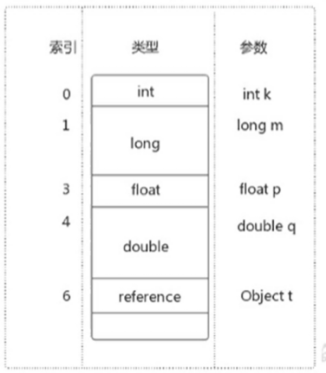 索引 类型 参数
0 int int k
1 long long m
3 float float p
4 double double q
6 reference Object t